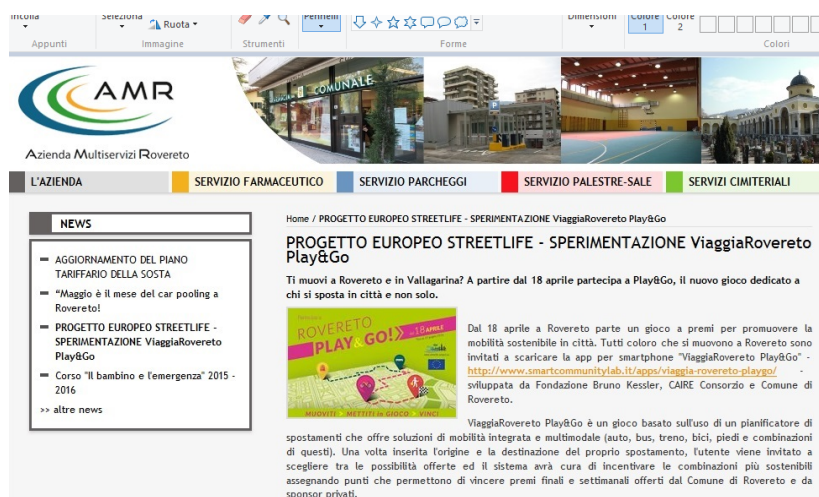 Incolla
Seleziona
Ruota
Pennelli
Dimensioni
Colore
1
Colore
2
Appunti
Immagine
Strumenti
Forme
Colori
AMR
Azienda Multiservizi Rovereto
COMUNALE
P
L'AZIENDA
SERVIZIO FARMACEUTICO
SERVIZIO PARCHEGGI
SERVIZIO PALESTRE-SALE
SERVIZI CIMITERIALI
NEWS
AGGIORNAMENTO DEL PIANO
TARIFFARIO DELLA SOSTA
"Maggio è il mese del car pooling a
Rovereto!
PROGETTO EUROPEO STREETLIFE -
SPERIMENTAZIONE ViaggiaRovereto
Play&Go
Corso "Il bambino e l'emergenza" 2015 -
2016
>> altre news
Home / PROGETTO EUROPEO STREETLIFE - SPERIMENTAZIONE ViaggiaRovereto Play&Go
PROGETTO EUROPEO STREETLIFE - SPERIMENTAZIONE ViaggiaRovereto
Play&Go
Ti muovi a Rovereto e in Vallagarina? A partire dal 18 aprile partecipa a Play&Go, il nuovo gioco dedicato a
chi si sposta in città e non solo.
ROVERETO
PLAY&GO!
18 APRILE
MUOVITI > METTITI in GIOCO > VINCI
Dal 18 aprile a Rovereto parte un gioco a premi per promuovere la
mobilità sostenibile in città. Tutti coloro che si muovono a Rovereto sono
invitati a scaricare la app per smartphone "ViaggiaRovereto Play&Go" -
http://www.smartcommunitylab.it/apps/viaggia-rovereto-playgo/ -
sviluppata da Fondazione Bruno Kessler, CAIRE Consorzio e Comune di
Rovereto.
ViaggiaRovereto Play&Go è un gioco basato sull'uso di un pianificatore di
spostamenti che offre soluzioni di mobilità integrata e multimodale (auto, bus, treno, bici, piedi e combinazioni
di questi). Una volta inserita l'origine e la destinazione del proprio spostamento, l'utente viene invitato a
scegliere tra le possibilità offerte ed il sistema avrà cura di incentivare le combinazioni più sostenibili
assegnando punti che permettono di vincere premi finali e settimanali offerti dal Comune di Rovereto e da
sponsor privati.